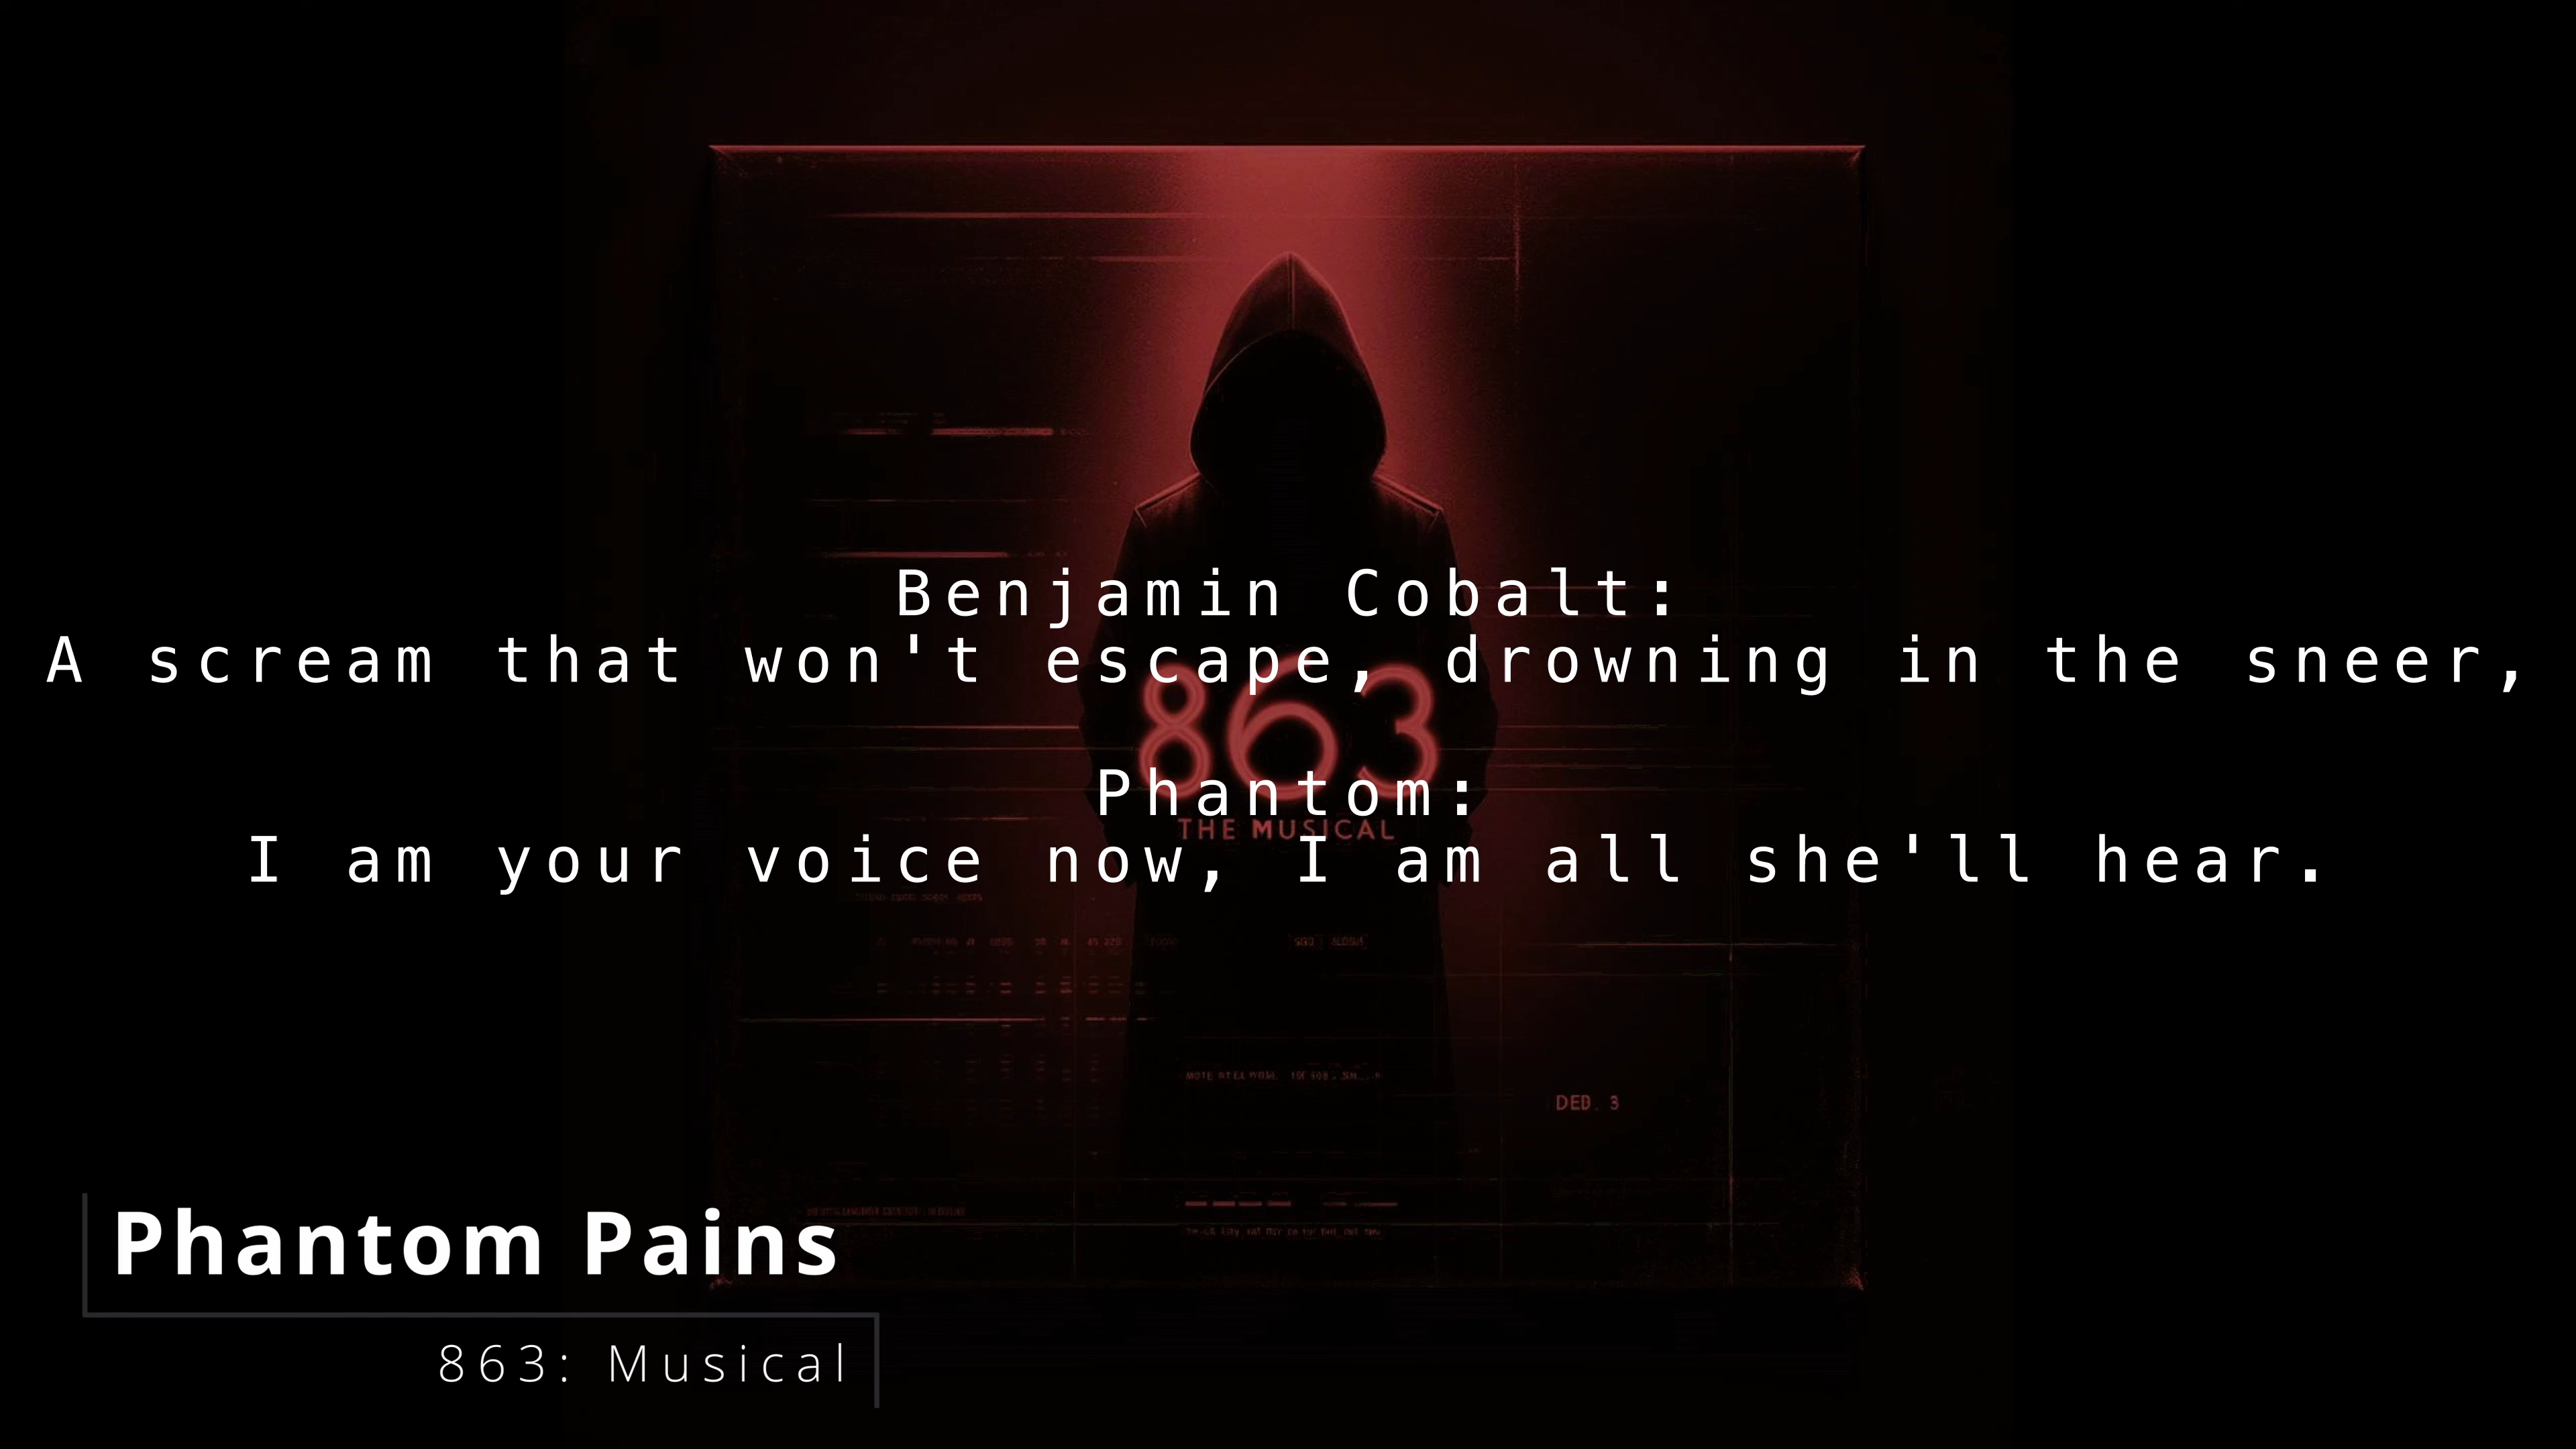 Benjamin Cobalt:
A scream that won't escape, drowning in the sneer,
863
Phantom:
THE MUSICAL
I am your voice now, I am all she'll hear.
DED. 3
Phantom Pains
863: Musical